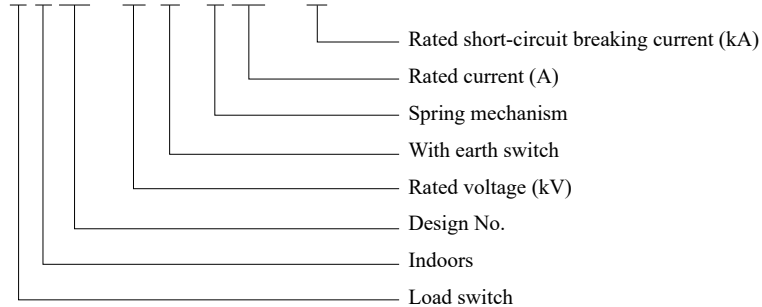 Rated short-circuit breaking current (kA)
Rated current (A)
Spring mechanism
With earth switch
Rated voltage (kV)
Design No.
Indoors
Load switch